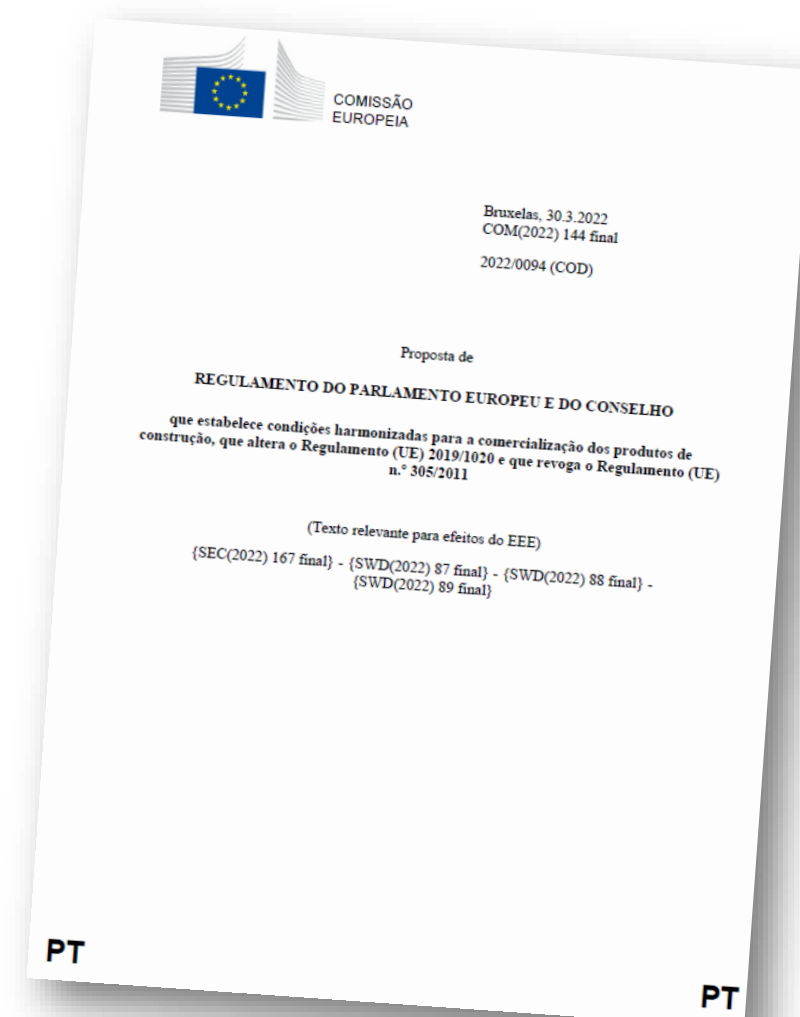 COMISSÃO
EUROPEIA
Bruxelas, 30.3.2022
COM(2022) 144 final
2022/0094 (COD)
Proposta de
REGULAMENTO DO PARLAMENTO EUROPEU E DO CONSELHO
que estabelece condições harmonizadas para a comercialização dos produtos de
construção, que altera o Regulamento (UE) 2019/1020 e que revoga o Regulamento (UE)
n.º 305/2011
(Texto relevante para efeitos do EEE)
{SEC(2022) 167 final} - {SWD(2022) 87 final} - {SWD(2022) 88 final} -
{SWD(2022) 89 final}
PT
PT